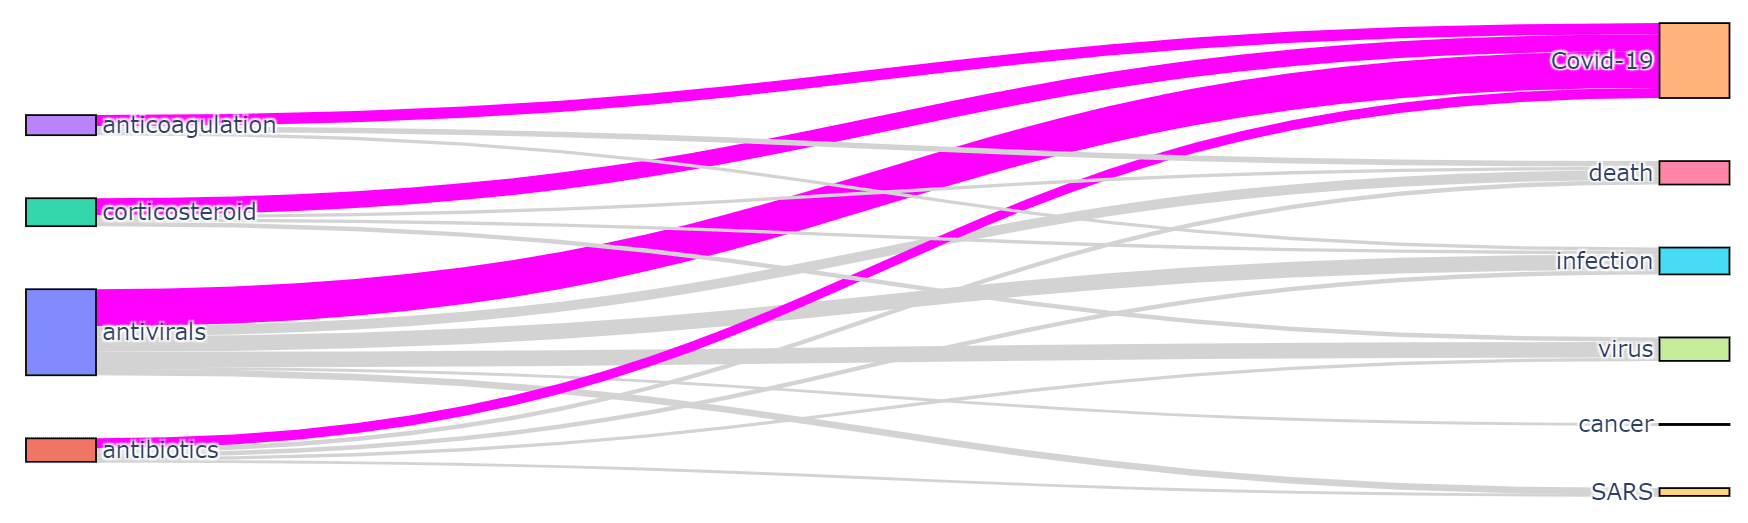 Covid-19
anticoagulation
death
corticosteroid
infection
antivirals
virus
cancer
antibiotics
SARS